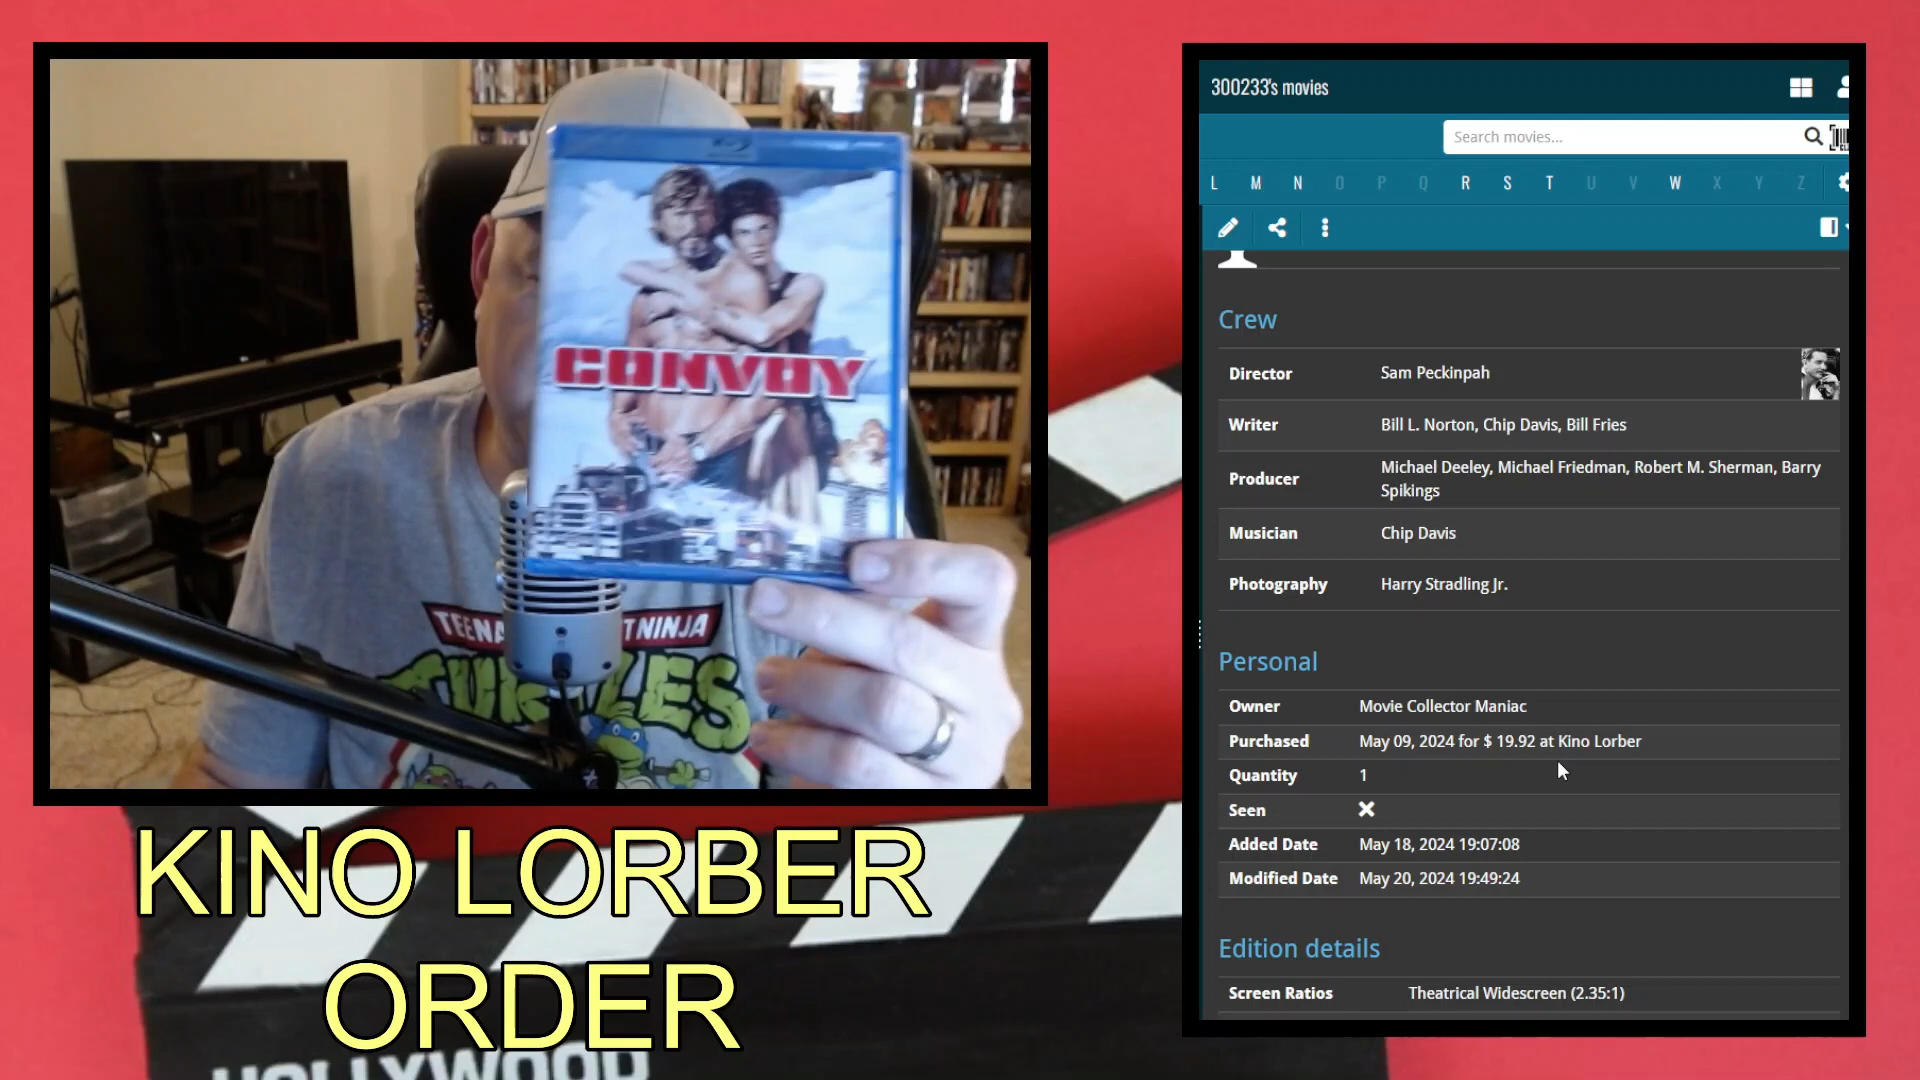 CONVOY
TEENA
TNINJA
TURTLES
KINO LORBER
ORDER
HOLLYWOOD
300233's movies
Search movies...
L M N O P Q R S T U V W X Y Z
Crew
Director Sam Peckinpah
Writer Bill L. Norton, Chip Davis, Bill Fries
Producer Michael Deeley, Michael Friedman, Robert M. Sherman, Barry
Spikings
Musician Chip Davis
Photography Harry Stradling Jr.
Personal
Owner Movie Collector Maniac
Purchased May 09, 2024 for $ 19.92 at Kino Lorber
Quantity 1
Seen
Added Date May 18, 2024 19:07:08
Modified Date May 20, 2024 19:49:24
Edition details
Screen Ratios Theatrical Widescreen (2.35:1)